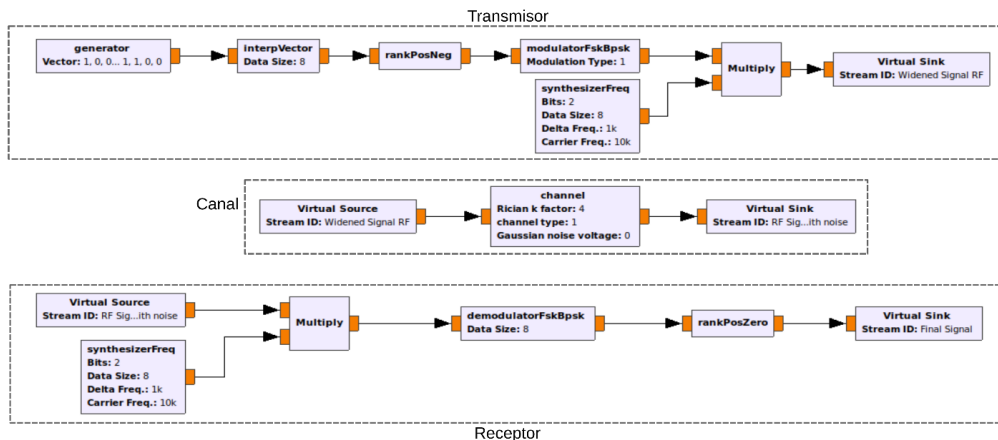 Transmisor
generator
Vector: 1, 0, 0... 1, 1, 0, 0
interpVector
Data Size: 8
rankPosNeg
modulatorFskBpsk
Modulation Type: 1
synthesizerFreq
Bits: 2
Data Size: 8
Delta Freq.: 1k
Carrier Freq.: 10k
Multiply
Virtual Sink
Stream ID: Widened Signal RF
Canal
Virtual Source
Stream ID: Widened Signal RF
channel
Rician k factor: 4
channel type: 1
Gaussian noise voltage: 0
Virtual Sink
Stream ID: RF Sig...ith noise
Virtual Source
Stream ID: RF Sig...ith noise
synthesizerFreq
Bits: 2
Data Size: 8
Delta Freq.: 1k
Carrier Freq.: 10k
Multiply
demodulatorFskBpsk
Data Size: 8
rankPosZero
Virtual Sink
Stream ID: Final Signal
Receptor